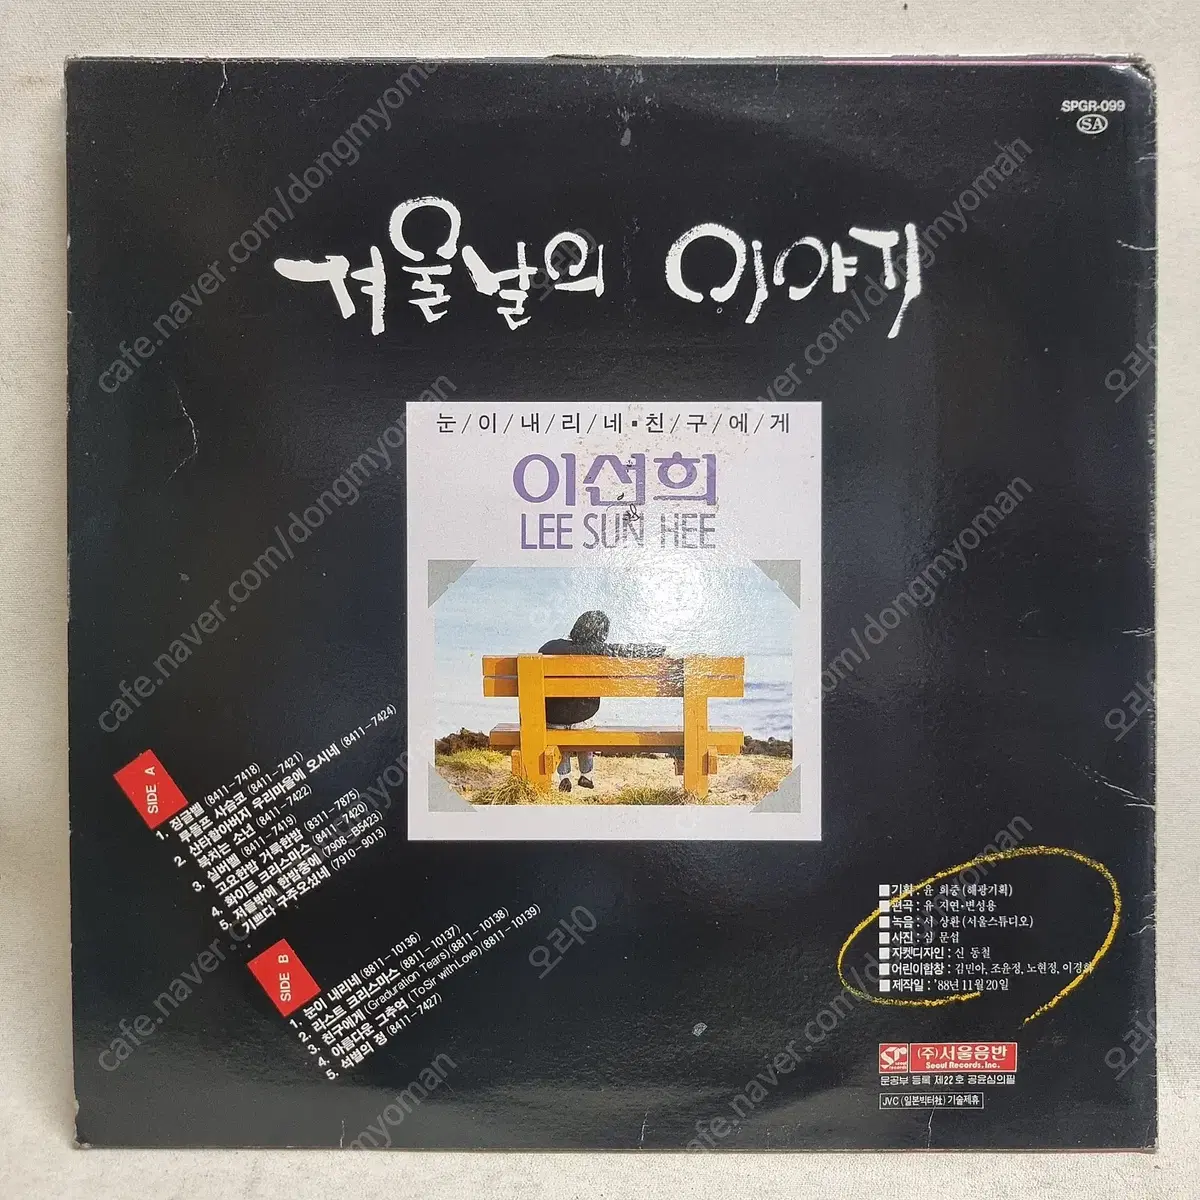 SPGR-099
SA
겨울날의 이야기
눈/이/내/리/네▪친/구/에/게
이선희
LEE SUN HEE
SIDE A
1. 징글벨 (8411-7418)
루돌프 사슴코 (8411-7421)
2. 산타할아버지 우리마을에 오시네 (8411-7424)
북치는 소년 (8411-7422)
3. 실버벨 (8411-7419)
고요한밤 거룩한밤 (8311-7875)
4. 화이트 크리스마스 (8411-7420)
5. 저들밖에 한밤중에 (7908-B5423)
기쁘다 구주오셨네 (7910-9013)
SIDE B
1. 눈이 내리네 (8811-10136)
2. 라스트 크리스마스 (8811-10137)
3. 친구에게 (Graduration Tears)(8811-10138)
4. 아름다운 그추억 (To Sir with Love) (8811-10139)
5. 석별의 정 (8411-7427)
■기획: 윤 희중 (해광기획)
■편곡: 유 지연·변성용
■녹음: 서 상환 (서울스튜디오)
■사진: 심 문섭
■자켓디자인: 신 동철
■어린이합창: 김민아, 조윤정, 노현정, 이경화
■제작일: '88년 11월 20일
SR
seoul records
(주)서울음반
Seoul Records, Inc.
문공부 등록 제22호 공윤심의필
JVC (일본빅터社) 기술제휴
cafe.naver.com/dongmyoman
오라방